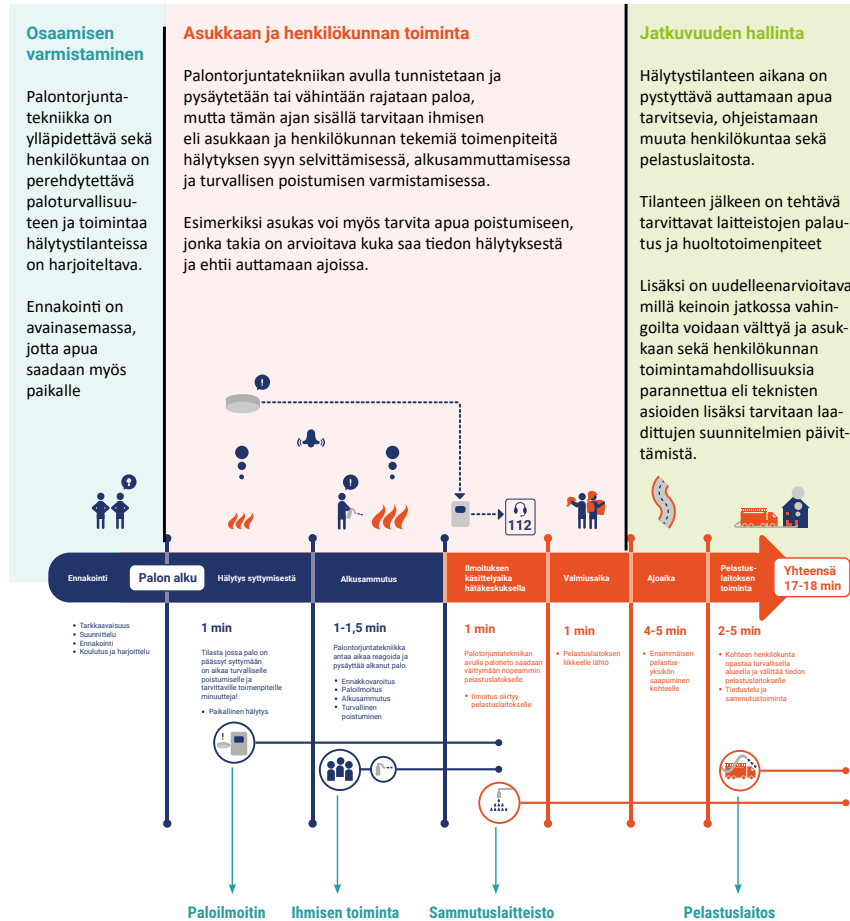 Osaamisen
varmistaminen
Palontorjunta-
tekniikka on
ylläpidettävä sekä
henkilökuntaa on
perehdytettävä
paloturvallisuu-
teen ja toimintaa
hälytystilanteissa
on harjoiteltava.
Ennakointi on
avainasemassa,
jotta apua
saadaan myös
paikalle
Asukkaan ja henkilökunnan toiminta
Palontorjuntatekniikan avulla tunnistetaan ja
pysäytetään tai vähintään rajataan paloa,
mutta tämän ajan sisällä tarvitaan ihmisen
eli asukkaan ja henkilökunnan tekemiä toimenpiteitä
hälytyksen syyn selvittämisessä, alkusammuttamisessa
ja turvallisen poistumisen varmistamisessa.
Esimerkiksi asukas voi myös tarvita apua poistumiseen,
jonka takia on arvioitava kuka saa tiedon hälytyksestä
ja ehtii auttamaan ajoissa.
Jatkuvuuden hallinta
Hälytystilanteen aikana on
pystyttävä auttamaan apua
tarvitsevia, ohjeistamaan
muuta henkilökuntaa sekä
pelastuslaitosta.
Tilanteen jälkeen on tehtävä
tarvittavat laitteistojen palau-
tus ja huoltotoimenpiteet
Lisäksi on uudelleenarvioitava
millä keinoin jatkossa vahin-
goilta voidaan välttyä ja asuk-
kaan sekä henkilökunnan
toimintamahdollisuuksia
parannettua eli teknisten
asioiden lisäksi tarvitaan laa-
dittujen suunnitelmien päivit-
tämistä.
!
!
112
Ennakointi
Palon alku
Hälytys syttymisestä
Alkusammutus
Ilmoituksen
käsittelyaika
hätäkeskuksella
Valmiusaika
Ajoaika
Pelastus-
laitoksen
toiminta
Yhteensä
17-18 min
• Tarkkaavaisuus
• Suunnittelu
• Ennakointi
• Koulutus ja harjoittelu
1 min
Tilasta jossa palo on
päässyt syttymään
on aikaa turvalliselle
poistumiselle ja
tarvittaville toimenpiteille
minuutteja!
• Paikallinen hälytys
1-1,5 min
Palontorjuntatekniikka
antaa aikaa reagoida ja
pysäyttää alkanut palo.
• Ennakkovaroitus
• Paloilmoitus
• Alkusammutus
• Turvallinen
poistuminen
1 min
Palotorjuntatekniikan
avulla palotieto saadaan
välittymään nopeammin
pelastuslatokselle.
• Ilmoitus siirtyy
pelastuslaitokselle
1 min
• Pelastuslaitoksen
liikkeelle lähtö
4-5 min
• Ensimmäisen
pelastus-
yksikön
saapuminen
kohteelle
2-5 min
• Kohteen henkilökunta
opastaa turvallisella
alueella ja välittää tiedon
pelastuslaitokselle
• Tiedustelu ja
sammutustoiminta
!
Paloilmoitin
Ihmisen toiminta
Sammutuslaitteisto
Pelastuslaitos